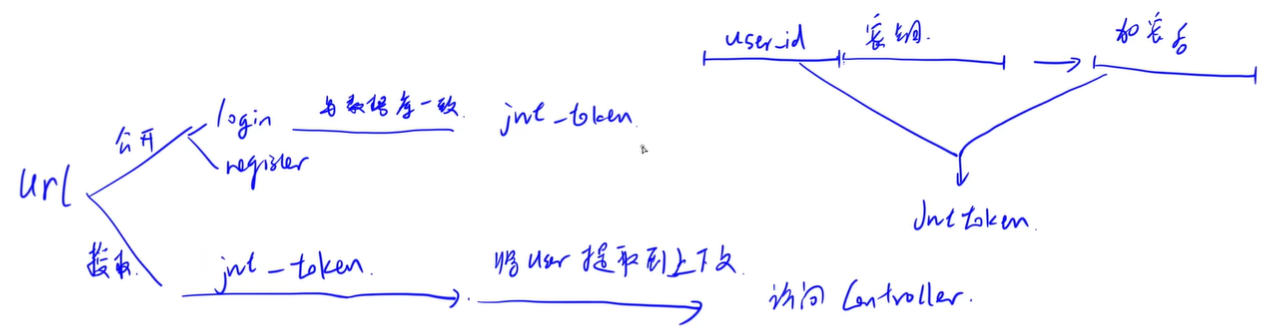 user_id 密钥. → 加密后
公开 login 与数据库一致. jwt_token.
register
url
Jwt token.
授权. jwt_token. 将user提取到上下文. 访问 Controller.